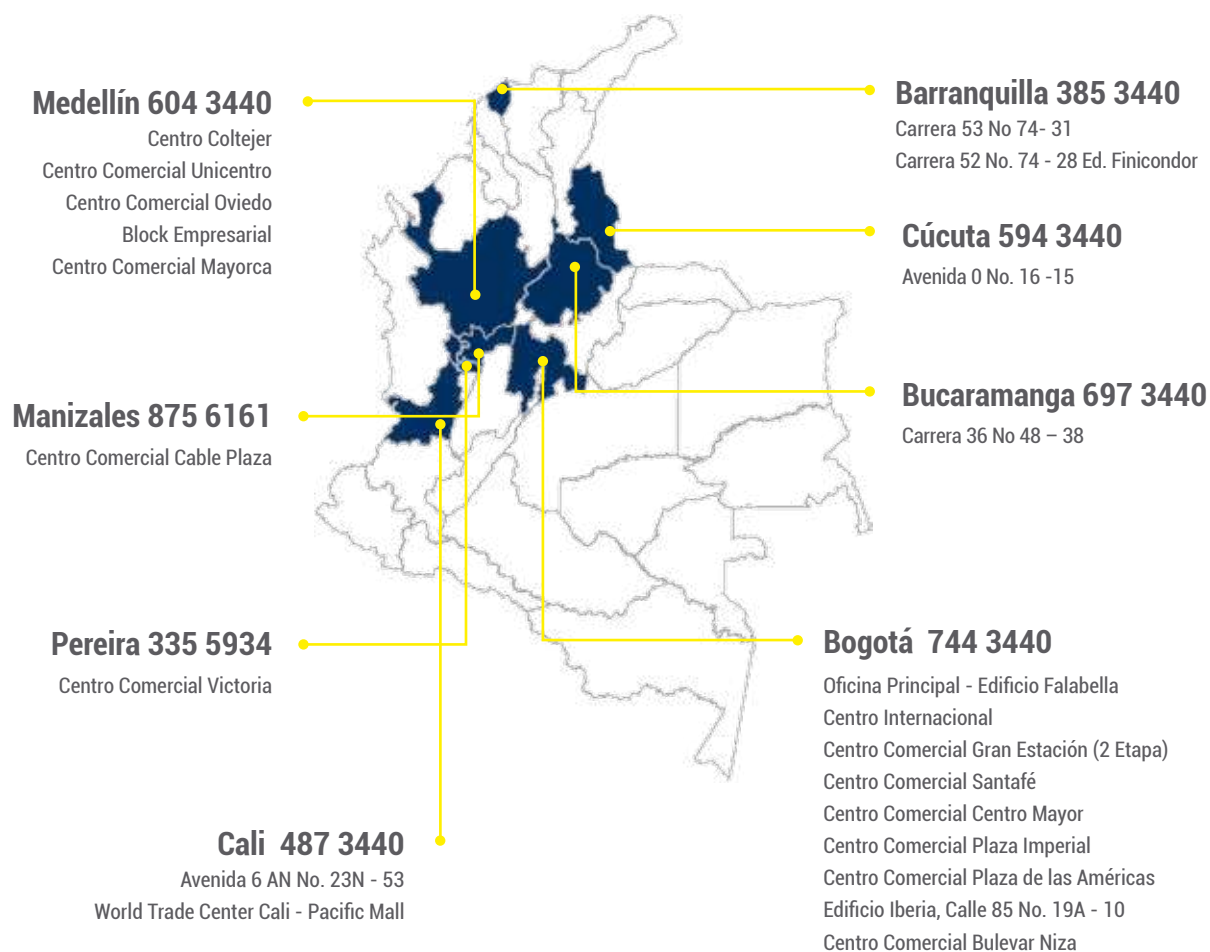 Medellín 604 3440
Centro Coltejer
Centro Comercial Unicentro
Centro Comercial Oviedo
Block Empresarial
Centro Comercial Mayorca
Manizales 875 6161
Centro Comercial Cable Plaza
Pereira 335 5934
Centro Comercial Victoria
Cali 487 3440
Avenida 6 AN No. 23N - 53
World Trade Center Cali - Pacific Mall
Barranquilla 385 3440
Carrera 53 No 74- 31
Carrera 52 No. 74 - 28 Ed. Finicondor
Cúcuta 594 3440
Avenida 0 No. 16 -15
Bucaramanga 697 3440
Carrera 36 No 48 – 38
Bogotá 744 3440
Oficina Principal - Edificio Falabella
Centro Internacional
Centro Comercial Gran Estación (2 Etapa)
Centro Comercial Santafé
Centro Comercial Centro Mayor
Centro Comercial Plaza Imperial
Centro Comercial Plaza de las Américas
Edificio Iberia, Calle 85 No. 19A - 10
Centro Comercial Bulevar Niza